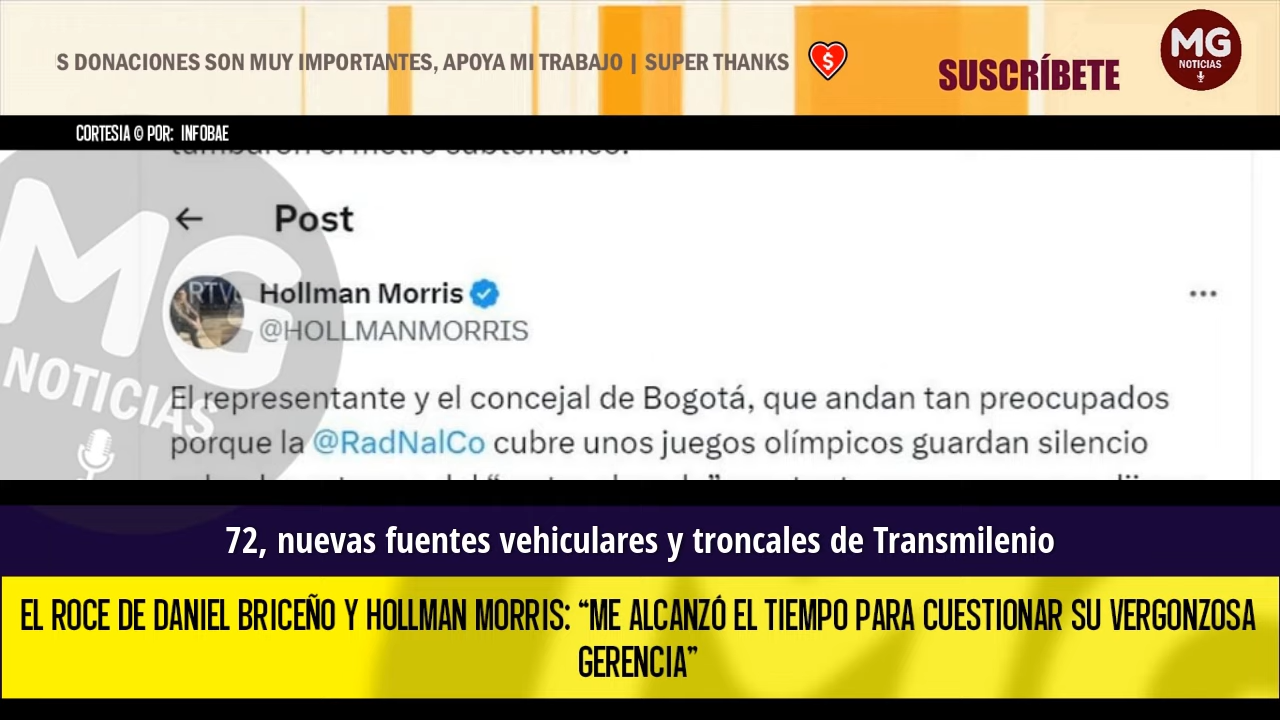 S DONACIONES SON MUY IMPORTANTES, APOYA MI TRABAJO | SUPER THANKS
$
SUSCRÍBETE
MG
NOTICIAS
CORTESIA © POR: INFOBAE
Post
RTV
Hollman Morris
@HOLLMANMORRIS
El representante y el concejal de Bogotá, que andan tan preocupados
porque la @RadNalCo cubre unos juegos olímpicos guardan silencio
MG
NOTICIAS
72, nuevas fuentes vehiculares y troncales de Transmilenio
EL ROCE DE DANIEL BRICEÑO Y HOLLMAN MORRIS: “ME ALCANZÓ EL TIEMPO PARA CUESTIONAR SU VERGONZOSA
GERENCIA”